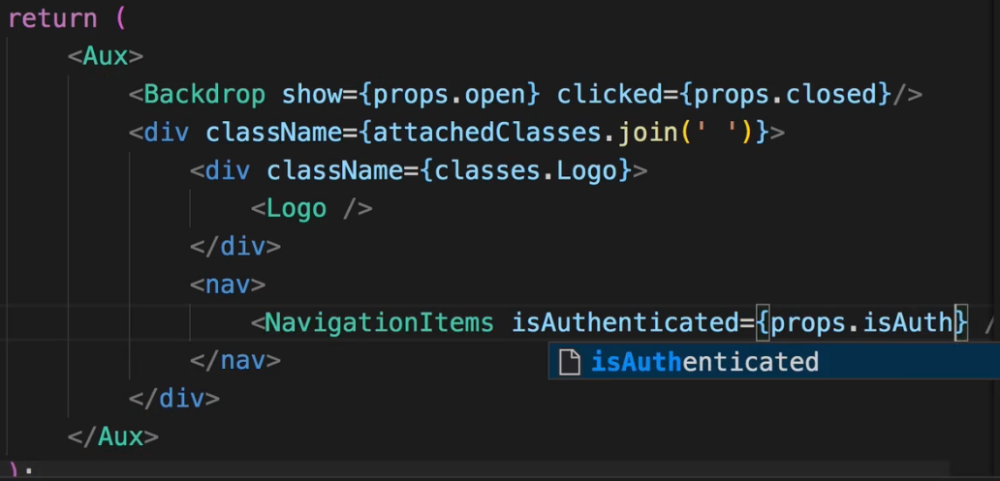 return (
<Aux>
<Backdrop show={props.open} clicked={props.closed}/>
<div className={attachedClasses.join(' ')}>
<div className={classes.Logo}>
<Logo />
</div>
<nav>
<NavigationItems isAuthenticated={props.isAuth} /
isAuthenticated
</nav>
</div>
</Aux>
);